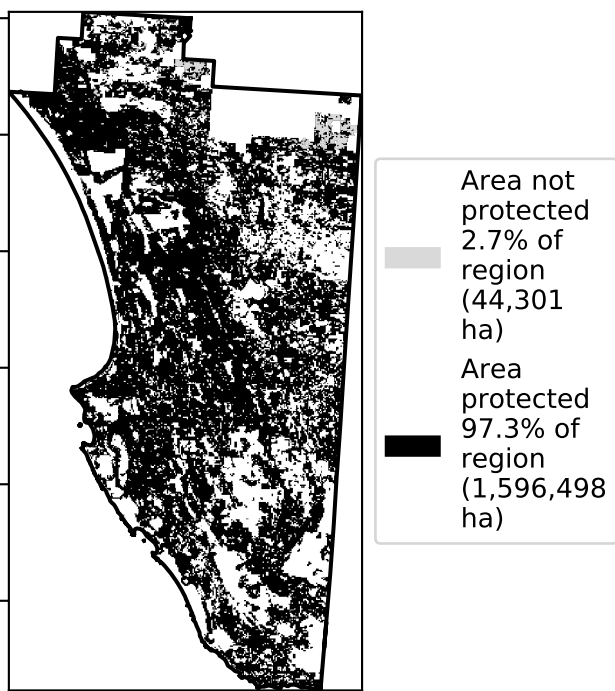 Area not
protected
2.7% of
region
(44,301
ha)
Area
protected
97.3% of
region
(1,596,498
ha)